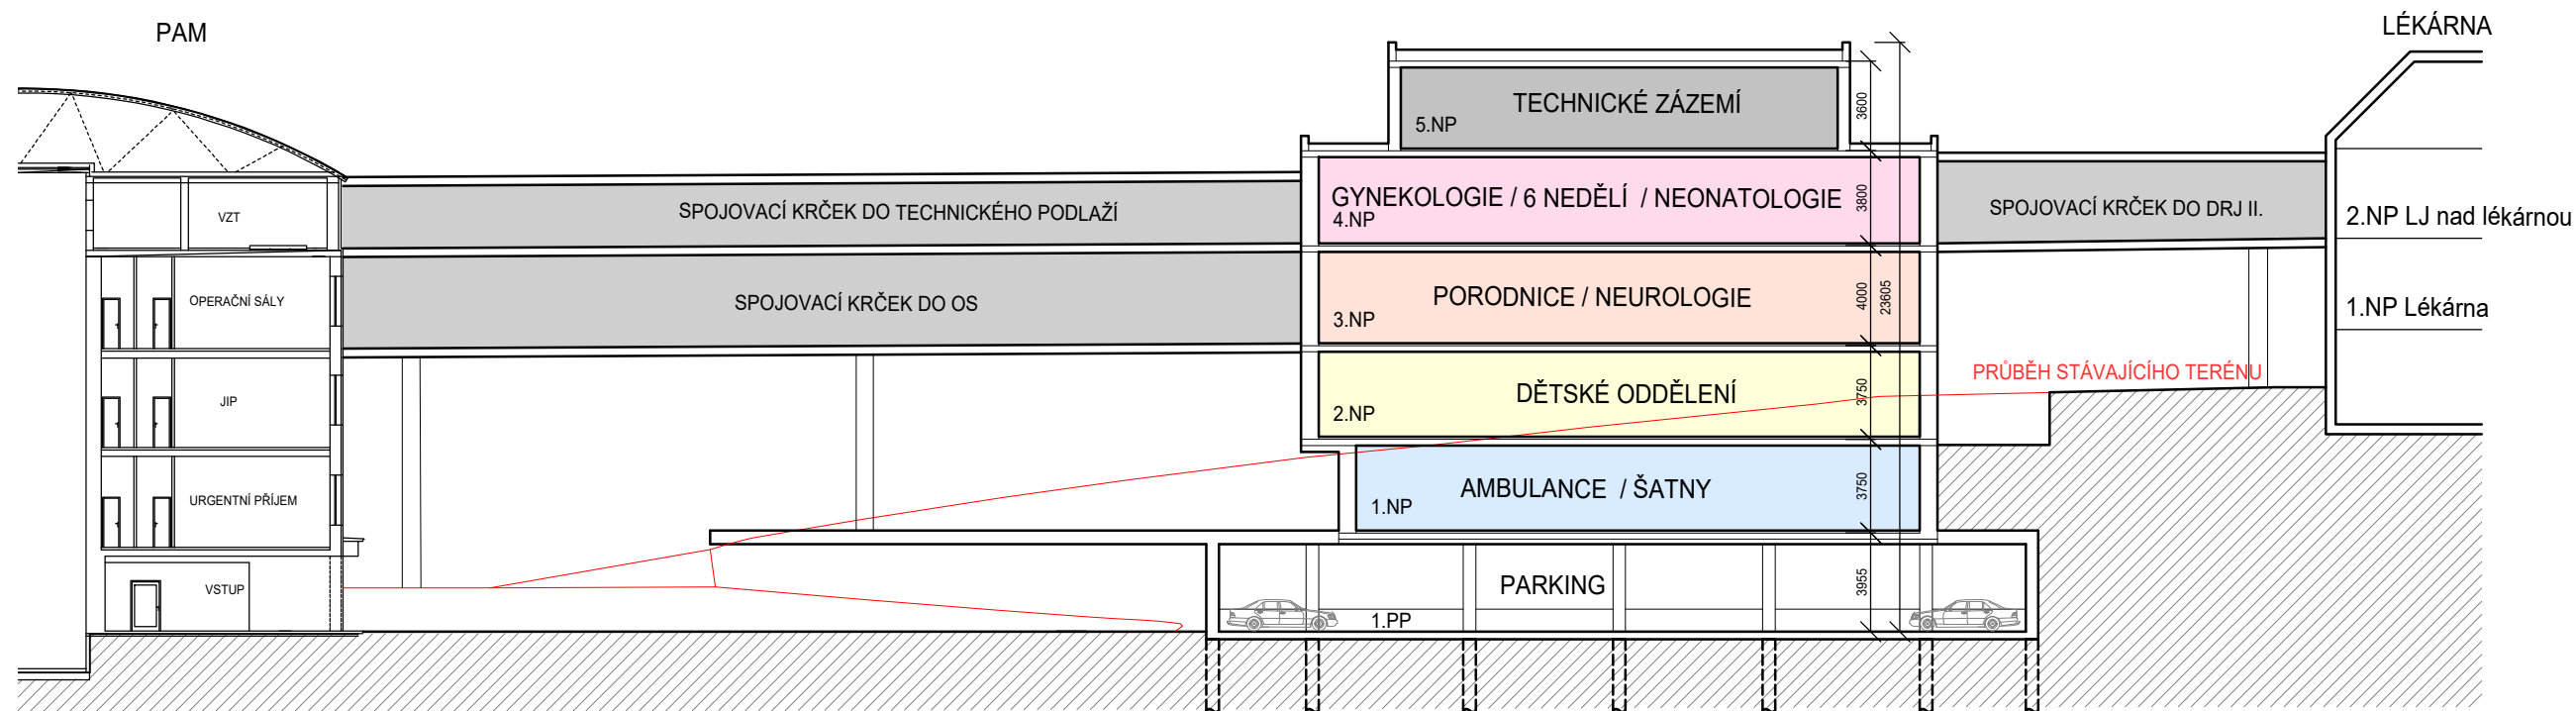 PAM
LÉKÁRNA
TECHNICKÉ ZÁZEMÍ
5.NP
3600
GYNEKOLOGIE / 6 NEDĚLÍ / NEONATOLOGIE
4.NP
3800
SPOJOVACÍ KRČEK DO TECHNICKÉHO PODLAŽÍ
VZT
SPOJOVACÍ KRČEK DO DRJ II.
2.NP LJ nad lékárnou
OPERAČNÍ SÁLY
SPOJOVACÍ KRČEK DO OS
PORODNICE / NEUROLOGIE
3.NP
4000
23605
1.NP Lékárna
PRŮBĚH STÁVAJÍCÍHO TERÉNU
JIP
DĚTSKÉ ODDĚLENÍ
2.NP
3750
URGENTNÍ PŘÍJEM
AMBULANCE / ŠATNY
1.NP
3750
VSTUP
PARKING
1.PP
3955